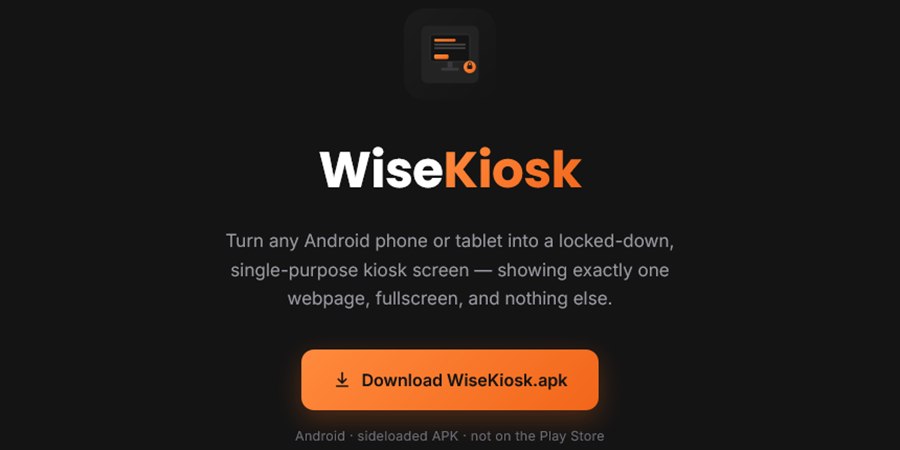 WiseKiosk
Turn any Android phone or tablet into a locked-down,
single-purpose kiosk screen — showing exactly one
webpage, fullscreen, and nothing else.
Download WiseKiosk.apk
Android · sideloaded APK · not on the Play Store